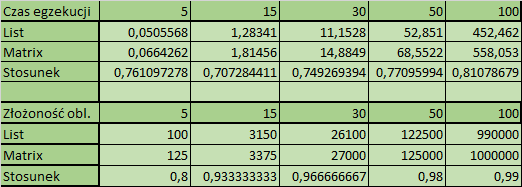 Czas egzekucji 5 15 30 50 100
List 0,0505568 1,28341 11,1528 52,851 452,462
Matrix 0,0664262 1,81456 14,8849 68,5522 558,053
Stosunek 0,761097278 0,707284411 0,749269394 0,77095994 0,81078679
Złożoność obl. 5 15 30 50 100
List 100 3150 26100 122500 990000
Matrix 125 3375 27000 125000 1000000
Stosunek 0,8 0,933333333 0,966666667 0,98 0,99